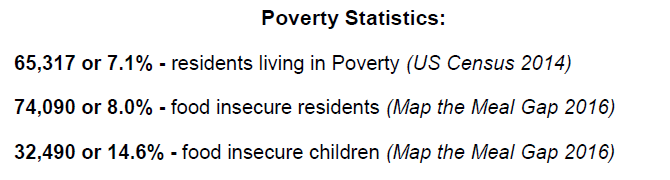 Poverty Statistics:
65,317 or 7.1% - residents living in Poverty (US Census 2014)
74,090 or 8.0% - food insecure residents (Map the Meal Gap 2016)
32,490 or 14.6% - food insecure children (Map the Meal Gap 2016)